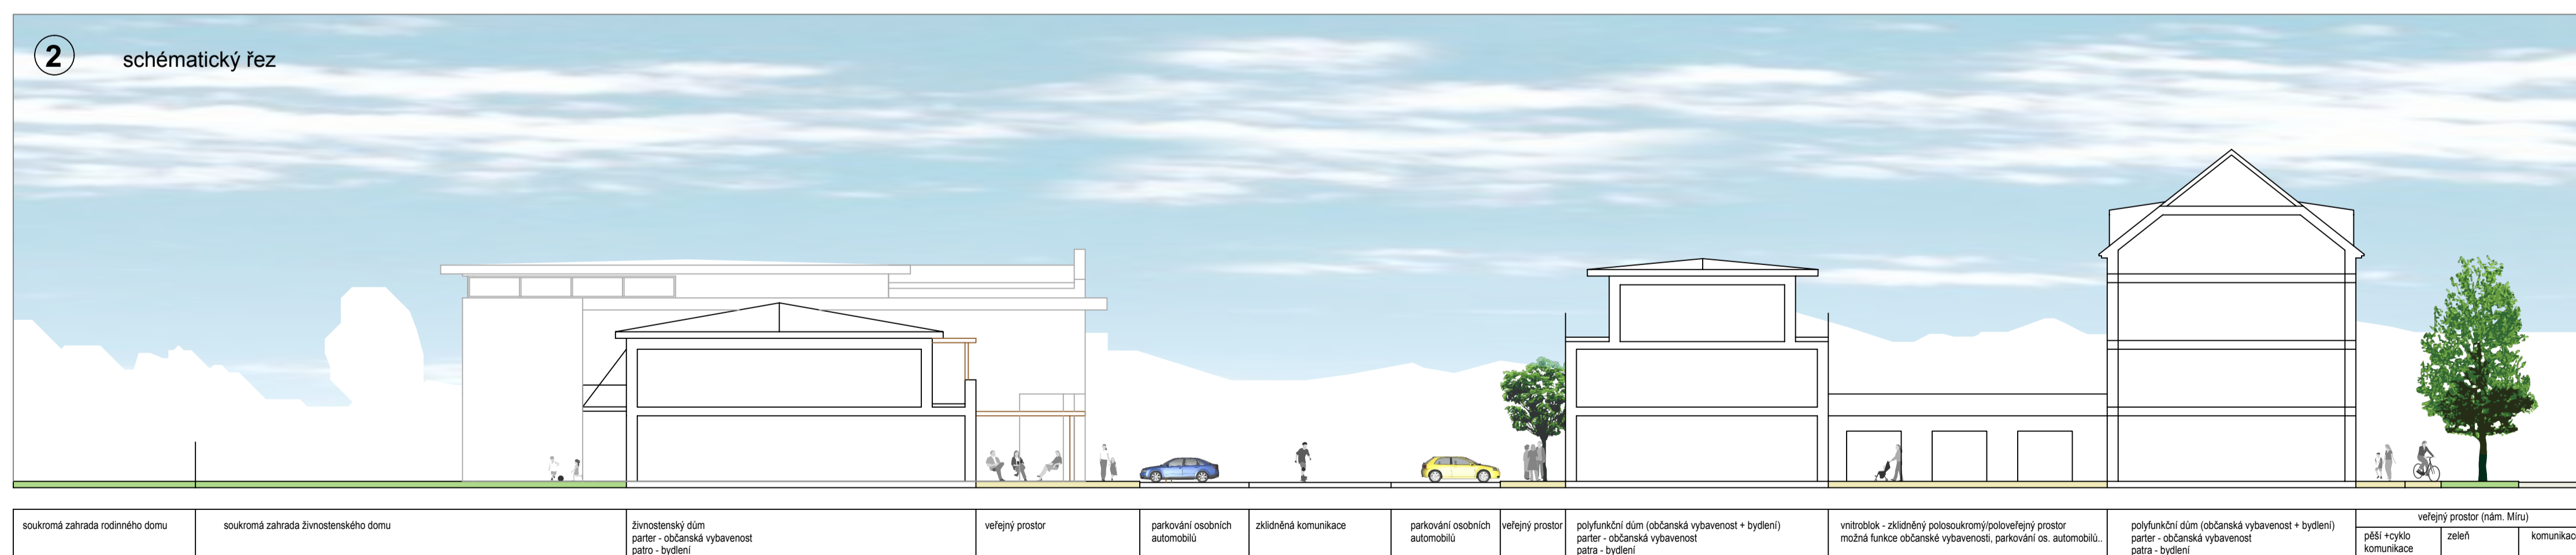 2
schématický řez
soukromá zahrada rodinného domu
soukromá zahrada živnostenského domu
živnostenský dům
parter - občanská vybavenost
patro - bydlení
veřejný prostor
parkování osobních
automobilů
zklidněná komunikace
parkování osobních
automobilů
veřejný prostor
polyfunkční dům (občanská vybavenost + bydlení)
parter - občanská vybavenost
patra - bydlení
vnitroblok - zklidněný polosoukromý/poloveřejný prostor
možná funkce občanské vybavenosti, parkování os. automobilů..
polyfunkční dům (občanská vybavenost + bydlení)
parter - občanská vybavenost
patra - bydlení
veřejný prostor (nám. Míru)
pěší +cyklo
komunikace
zeleň